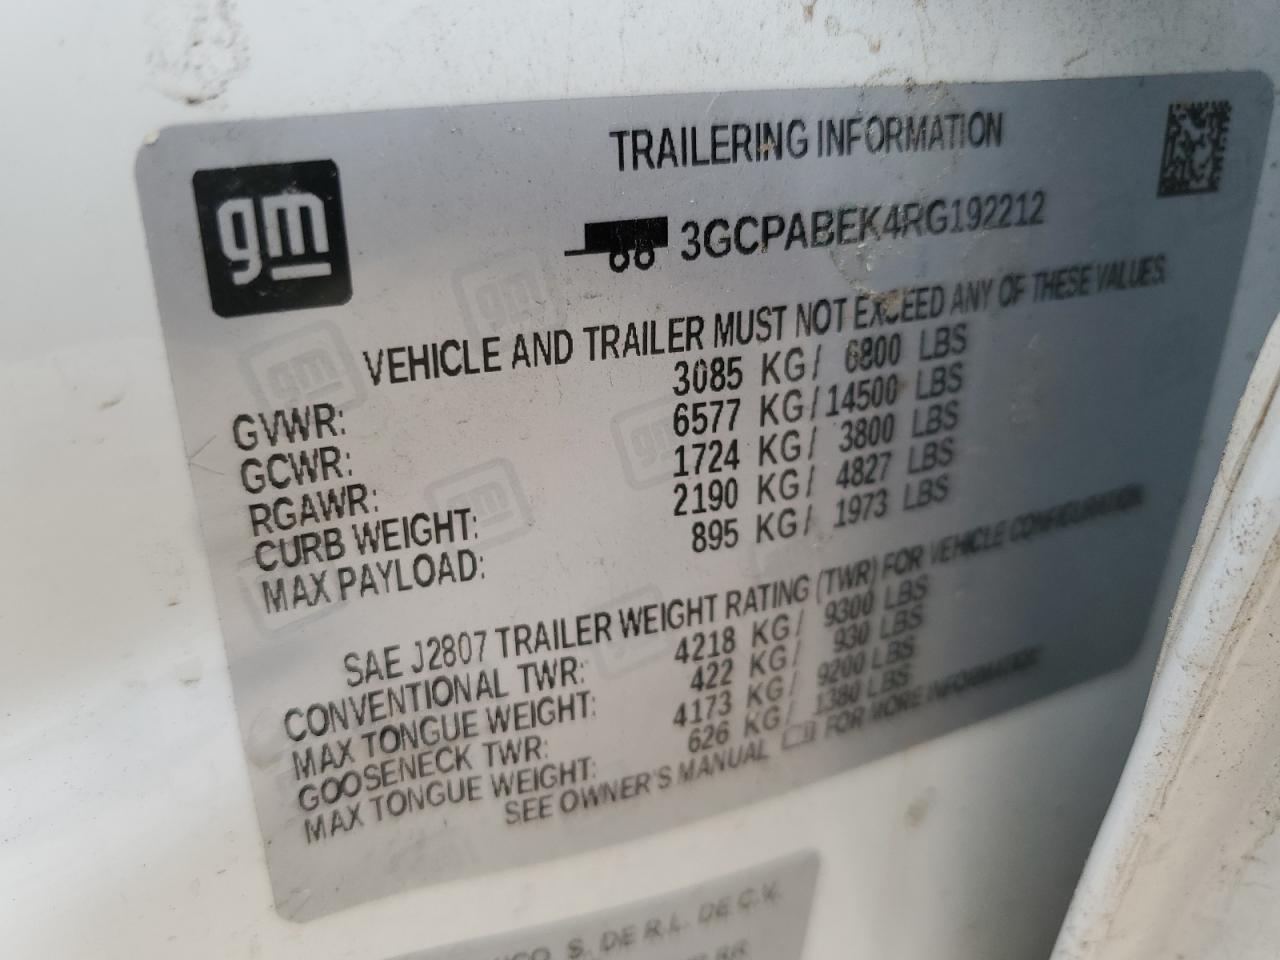 gm
TRAILERING INFORMATION
3GCPABEK4RG192212
VEHICLE AND TRAILER MUST NOT EXCEED ANY OF THESE VALUES
GVWR: 3085 KG/ 6800 LBS
GCWR: 6577 KG/14500 LBS
RGAWR: 1724 KG/ 3800 LBS
CURB WEIGHT: 2190 KG/ 4827 LBS
MAX PAYLOAD: 895 KG/ 1973 LBS
SAE J2807 TRAILER WEIGHT RATING (TWR) FOR VEHICLE CONFIGURATION
CONVENTIONAL TWR: 4218 KG/ 9300 LBS
MAX TONGUE WEIGHT: 422 KG/ 930 LBS
GOOSENECK TWR: 4173 KG/ 9200 LBS
MAX TONGUE WEIGHT: 626 KG/ 1380 LBS
SEE OWNER'S MANUAL FOR MORE INFORMATION
S. DE R.L. DE C.V.